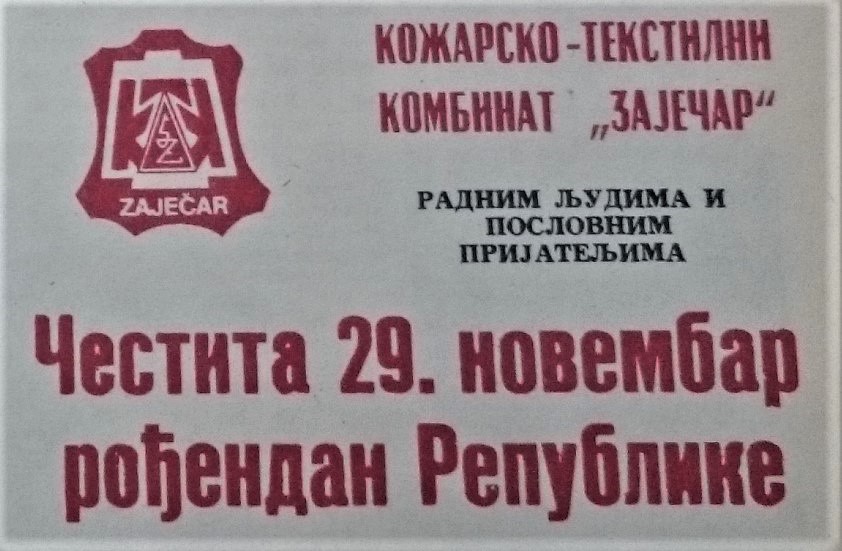 КОЖАРСКО-ТЕКСТИЛНИ
КОМБИНАТ „ЗАЈЕЧАР“
ZAJEČAR
РАДНИМ ЉУДИМА И
ПОСЛОВНИМ
ПРИЈАТЕЉИМА
Честита 29. новембар
рођендан Републике